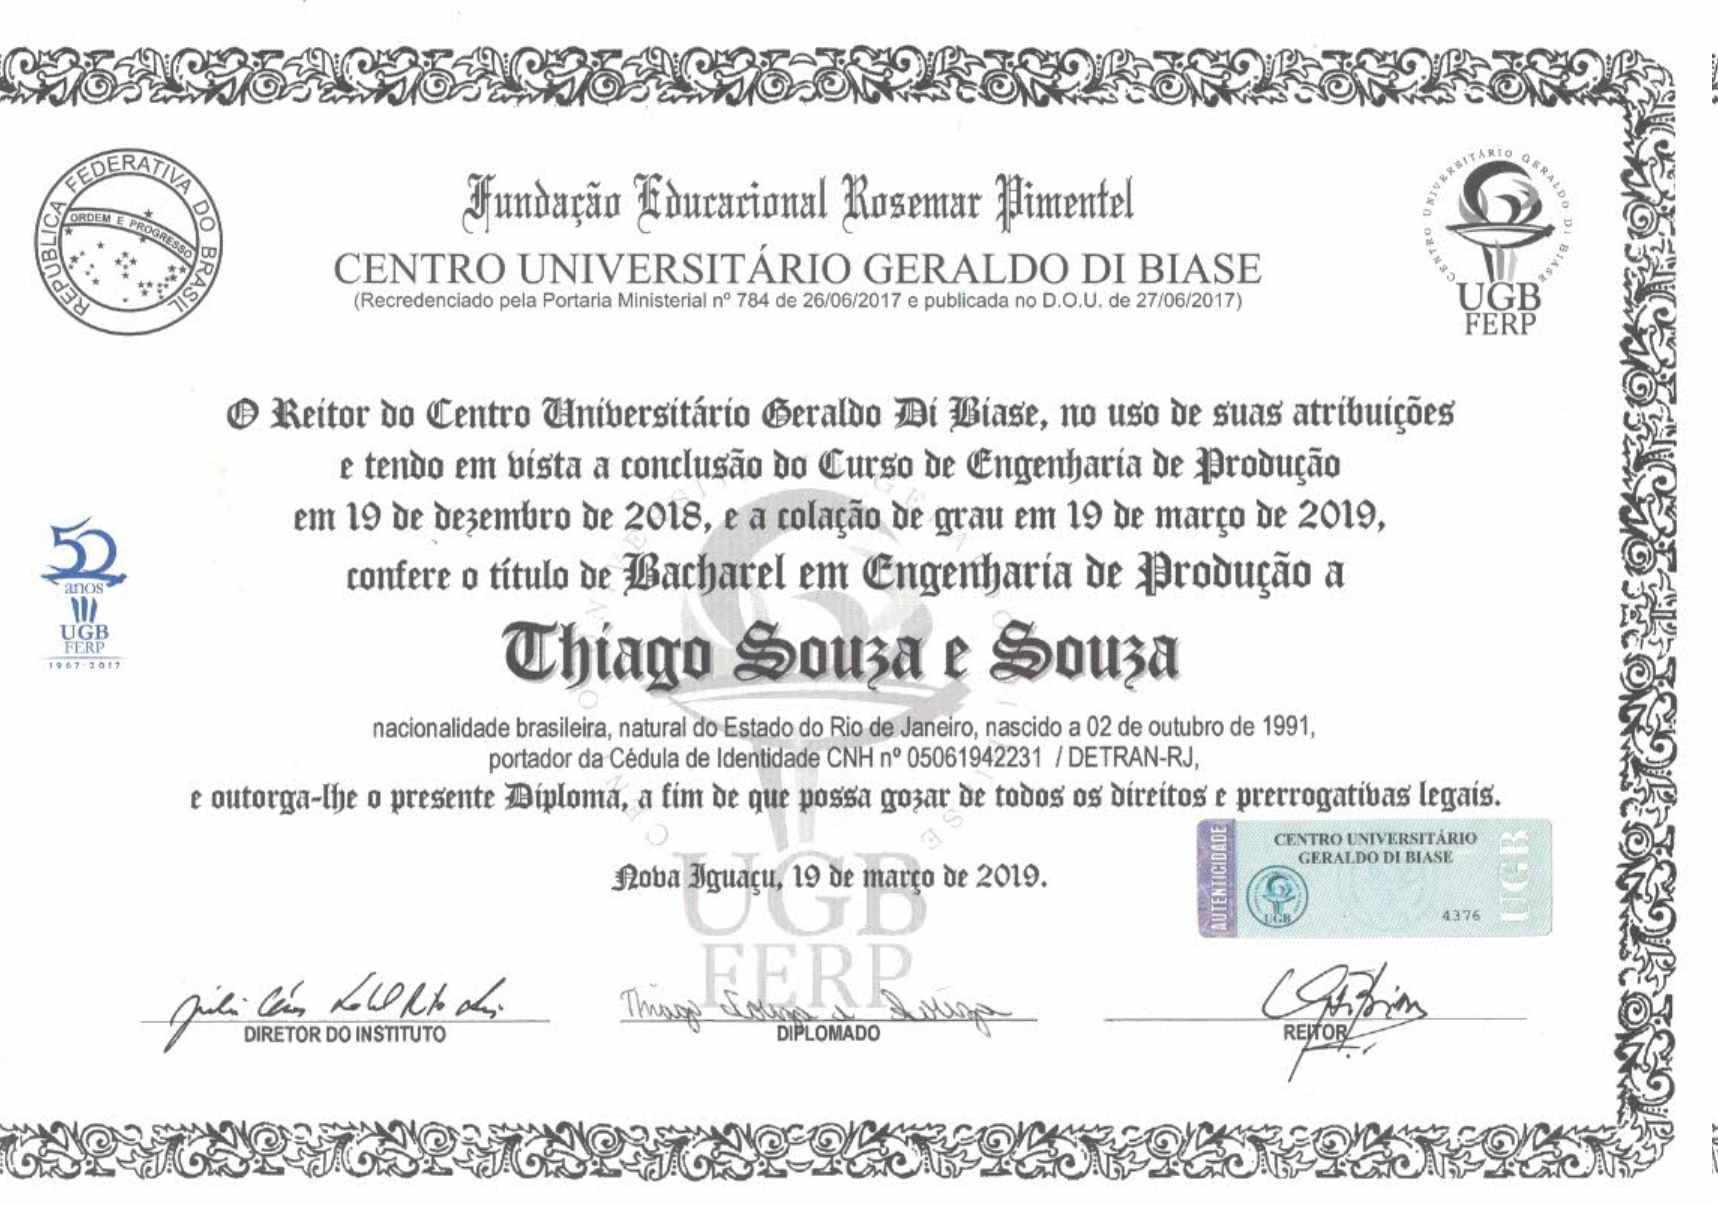 REPÚBLICA FEDERATIVA DO BRASIL
ORDEM E PROGRESSO
Fundação Educacional Rosemar Pimentel
CENTRO UNIVERSITÁRIO GERALDO DI BIASE
(Recredenciado pela Portaria Ministerial nº 784 de 26/06/2017 e publicada no D.O.U. de 27/06/2017)
CENTRO UNIVERSITÁRIO GERALDO DI BIASE
UGB
FERP
O Reitor do Centro Universitário Geraldo Di Biase, no uso de suas atribuições
e tendo em vista a conclusão do Curso de Engenharia de Produção
em 19 de dezembro de 2018, e a colação de grau em 19 de março de 2019,
confere o título de Bacharel em Engenharia de Produção a
50
anos
UGB
FERP
1967-2017
Thiago Souza e Souza
nacionalidade brasileira, natural do Estado do Rio de Janeiro, nascido a 02 de outubro de 1991,
portador da Cédula de Identidade CNH nº 05061942231 / DETRAN-RJ,
e outorga-lhe o presente Diploma, a fim de que possa gozar de todos os direitos e prerrogativas legais.
Nova Iguaçu, 19 de março de 2019.
AUTENTICIDADE
CENTRO UNIVERSITÁRIO
GERALDO DI BIASE
UGB
4376
UGB
CENTRO UNIVERSITÁRIO GERALDO DI BIASE
UGB
FERP
Thiago Souza e Souza
DIRETOR DO INSTITUTO
DIPLOMADO
REITOR